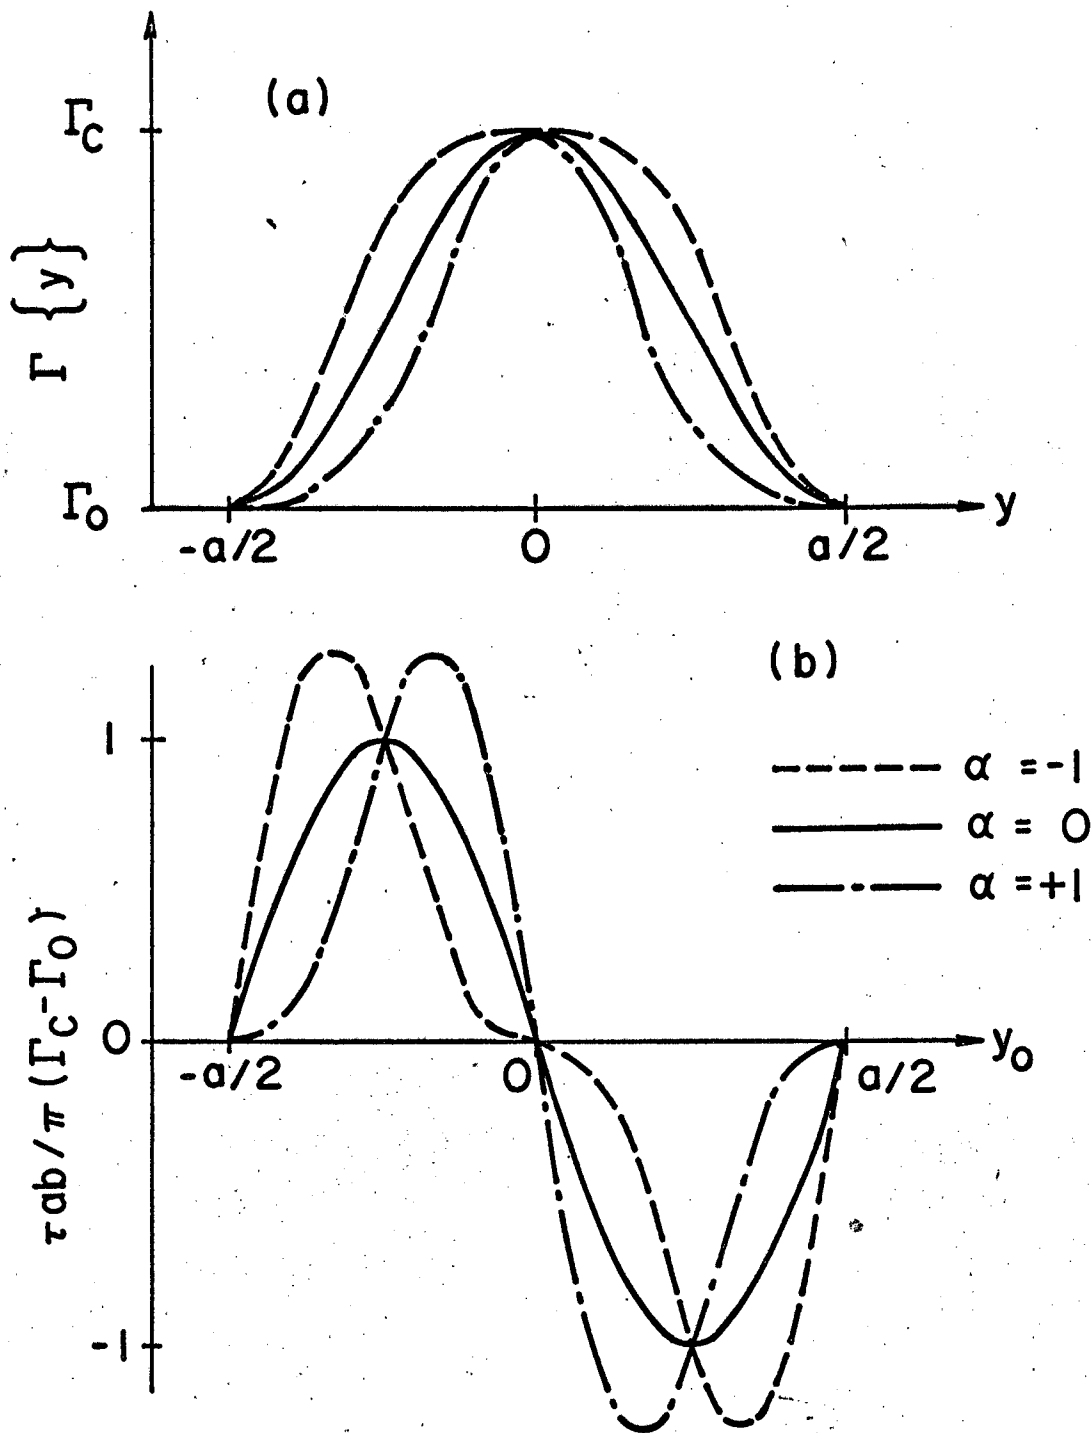 (a)
Γc
Γ {y}
Γo
-a/2
0
a/2
y
(b)
1
0
-1
τab/π (Γc-Γo)
-a/2
0
a/2
yo
α = -1
α = 0
α = +1